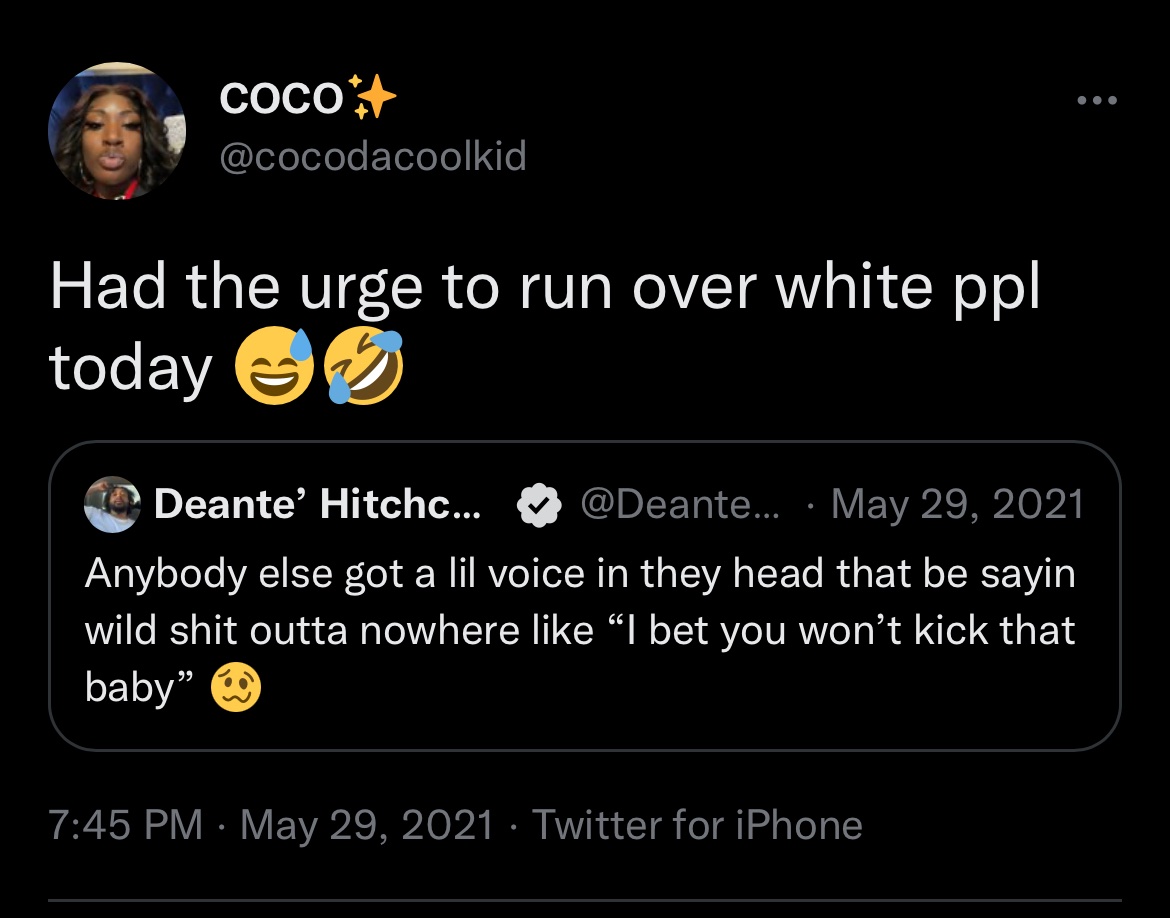 coco✨
@cocodacoolkid
Had the urge to run over white ppl
today 😅🤣
Deante’ Hitchc... @Deante... · May 29, 2021
Anybody else got a lil voice in they head that be sayin
wild shit outta nowhere like “I bet you won’t kick that
baby” 🥴
7:45 PM · May 29, 2021 · Twitter for iPhone